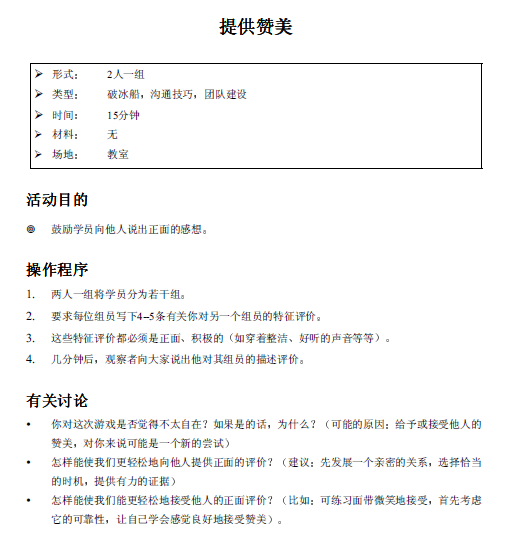 提供赞美
➢ 形式： 2人一组
➢ 类型： 破冰船，沟通技巧，团队建设
➢ 时间： 15分钟
➢ 材料： 无
➢ 场地： 教室
活动目的
◎ 鼓励学员向他人说出正面的感想。
操作程序
1. 两人一组将学员分为若干组。
2. 要求每位组员写下4–5条有关你对另一个组员的特征评价。
3. 这些特征评价都必须是正面、积极的（如穿着整洁、好听的声音等等）。
4. 几分钟后，观察者向大家说出他对其组员的描述评价。
有关讨论
• 你对这次游戏是否觉得不太自在？如果是的话，为什么？（可能的原因：给予或接受他人的
赞美，对你来说可能是一个新的尝试）
• 怎样能使我们更轻松地向他人提供正面的评价？（建议：先发展一个亲密的关系，选择恰当
的时机，提供有力的证据）
• 怎样能使我们能更轻松地接受他人的正面评价？（比如：可练习面带微笑地接受，首先考虑
它的可靠性，让自己学会感觉良好地接受赞美）。